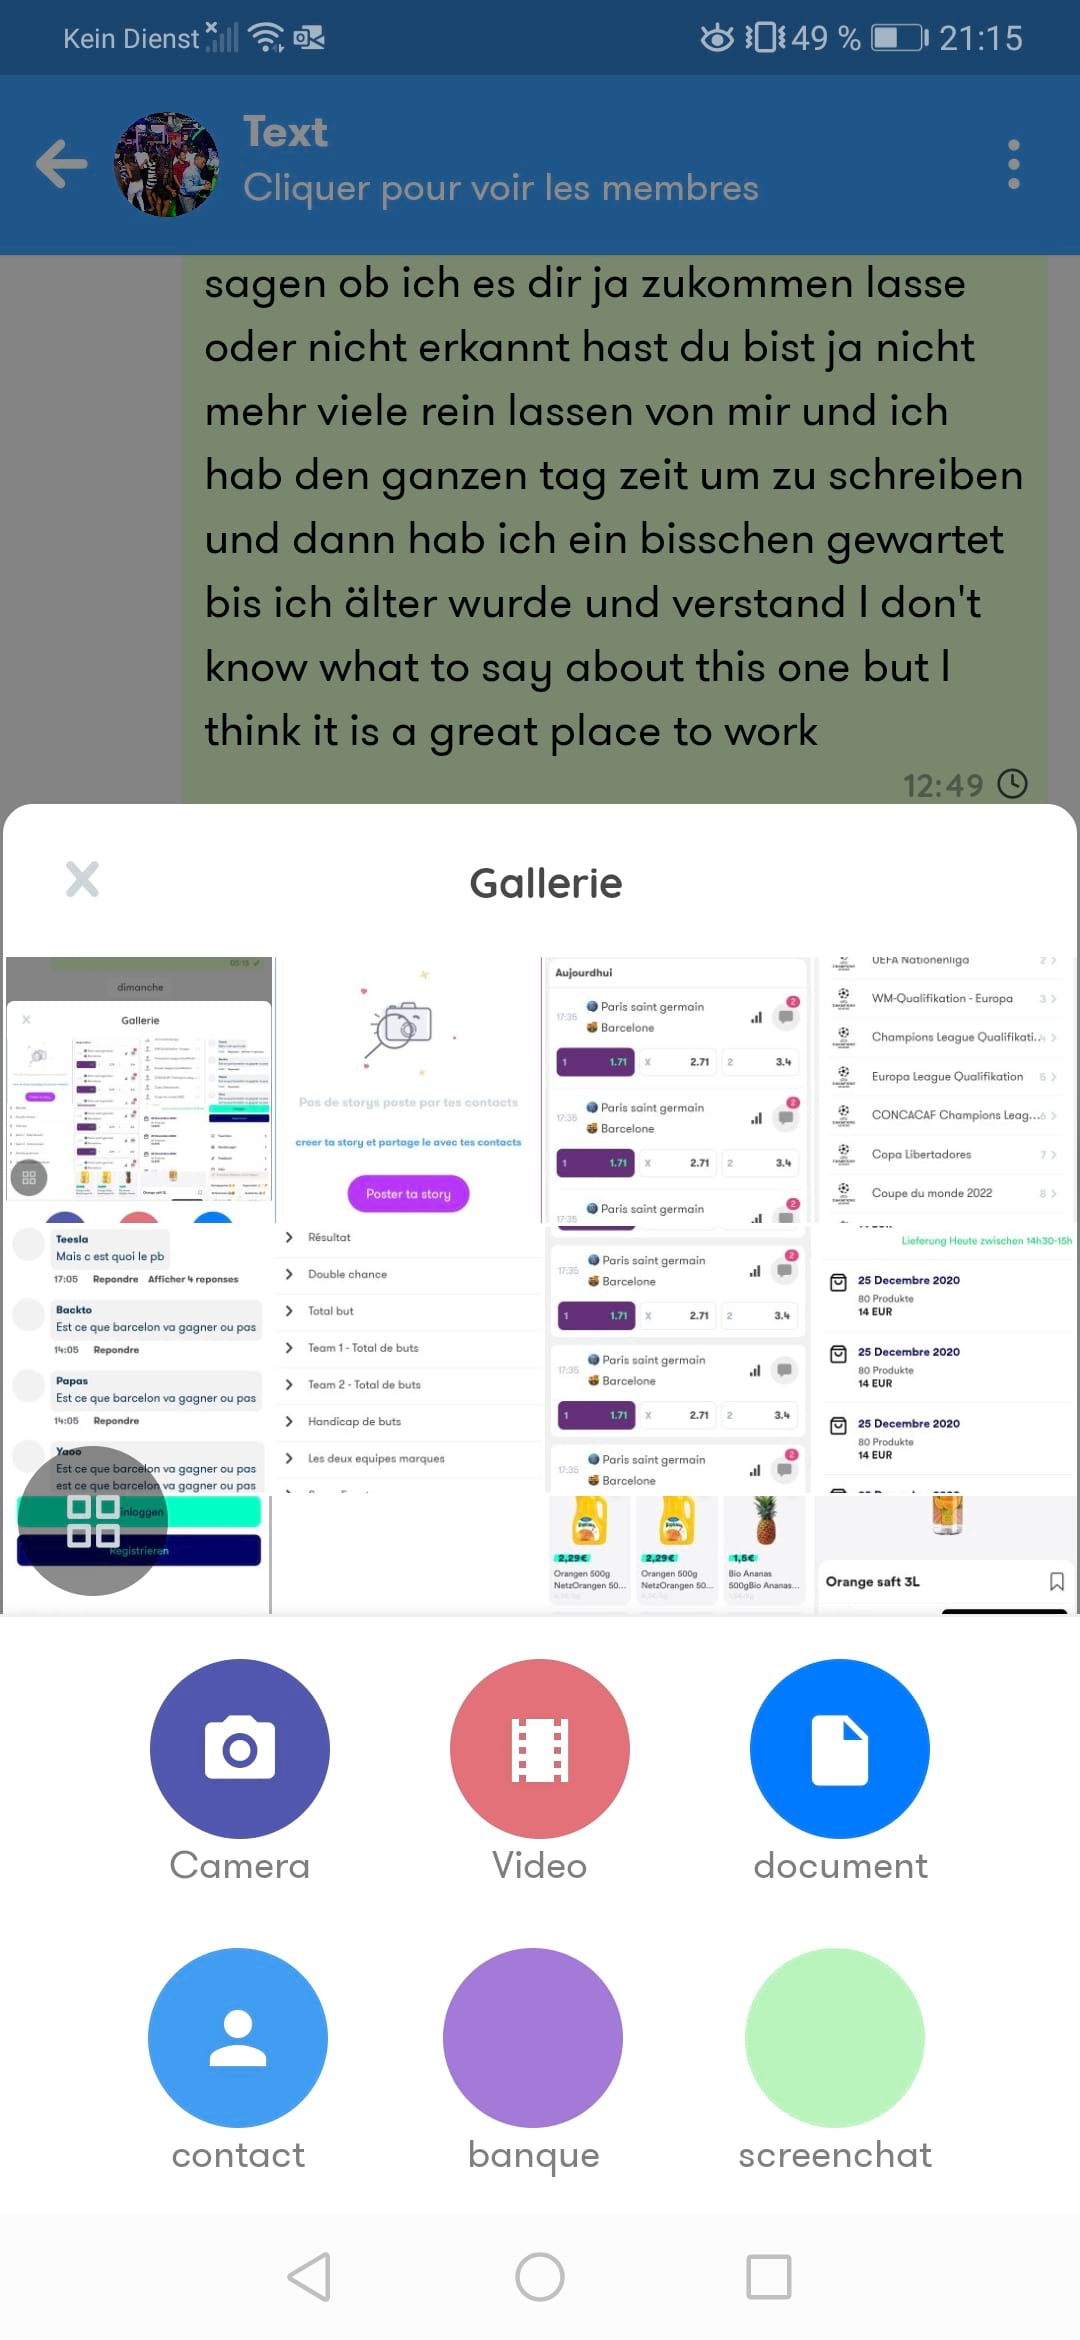 Kein Dienst 49 % 21:15
Text
Cliquer pour voir les membres
sagen ob ich es dir ja zukommen lasse
oder nicht erkannt hast du bist ja nicht
mehr viele rein lassen von mir und ich
hab den ganzen tag zeit um zu schreiben
und dann hab ich ein bisschen gewartet
bis ich älter wurde und verstand I don't
know what to say about this one but I
think it is a great place to work
12:49
Gallerie
05:13
dimanche
Gallerie
Pas de storys poste par tes contacts
creer ta story et partage le avec tes contacts
Poster ta story
Aujourdhui
17:35 Paris saint germain 2
Barcelone
1 1.71 X 2.71 2 3.4
17:35 Paris saint germain 2
Barcelone
1 1.71 X 2.71 2 3.4
17:35 Paris saint germain 2
UEFA Nationenliga 2
WM-Qualifikation - Europa 3
Champions League Qualifikati.. 4
Europa League Qualifikation 5
CONCACAF Champions Leag... 6
Copa Libertadores 7
Coupe du monde 2022 8
Teesla
Mais c est quoi le pb
17:05 Repondre Afficher 4 reponses
Backto
Est ce que barcelon va gagner ou pas
14:05 Repondre
Papas
Est ce que barcelon va gagner ou pas
14:05 Repondre
Yaoo
Est ce que barcelon va gagner ou pas
est ce que barcelon va gagner ou pas
Résultat
Double chance
Total but
Team 1 - Total de buts
Team 2 - Total de buts
Handicap de buts
Les deux equipes marques
17:35 Paris saint germain 2
Barcelone
1 1.71 X 2.71 2 3.4
17:35 Paris saint germain
Barcelone
1 1.71 X 2.71 2 3.4
17:35 Paris saint germain 2
Barcelone
Lieferung Heute zwischen 14h30-15h
25 Decembre 2020
80 Produkte
14 EUR
25 Decembre 2020
80 Produkte
14 EUR
25 Decembre 2020
80 Produkte
14 EUR
inloggen
Registrieren
2,29€ 2,29€ 1,5€
Orangen 500g Orangen 500g Bio Ananas
NetzOrangen 50... NetzOrangen 50... 500gBio Ananas...
Orange saft 3L
Camera Video document
contact banque screenchat